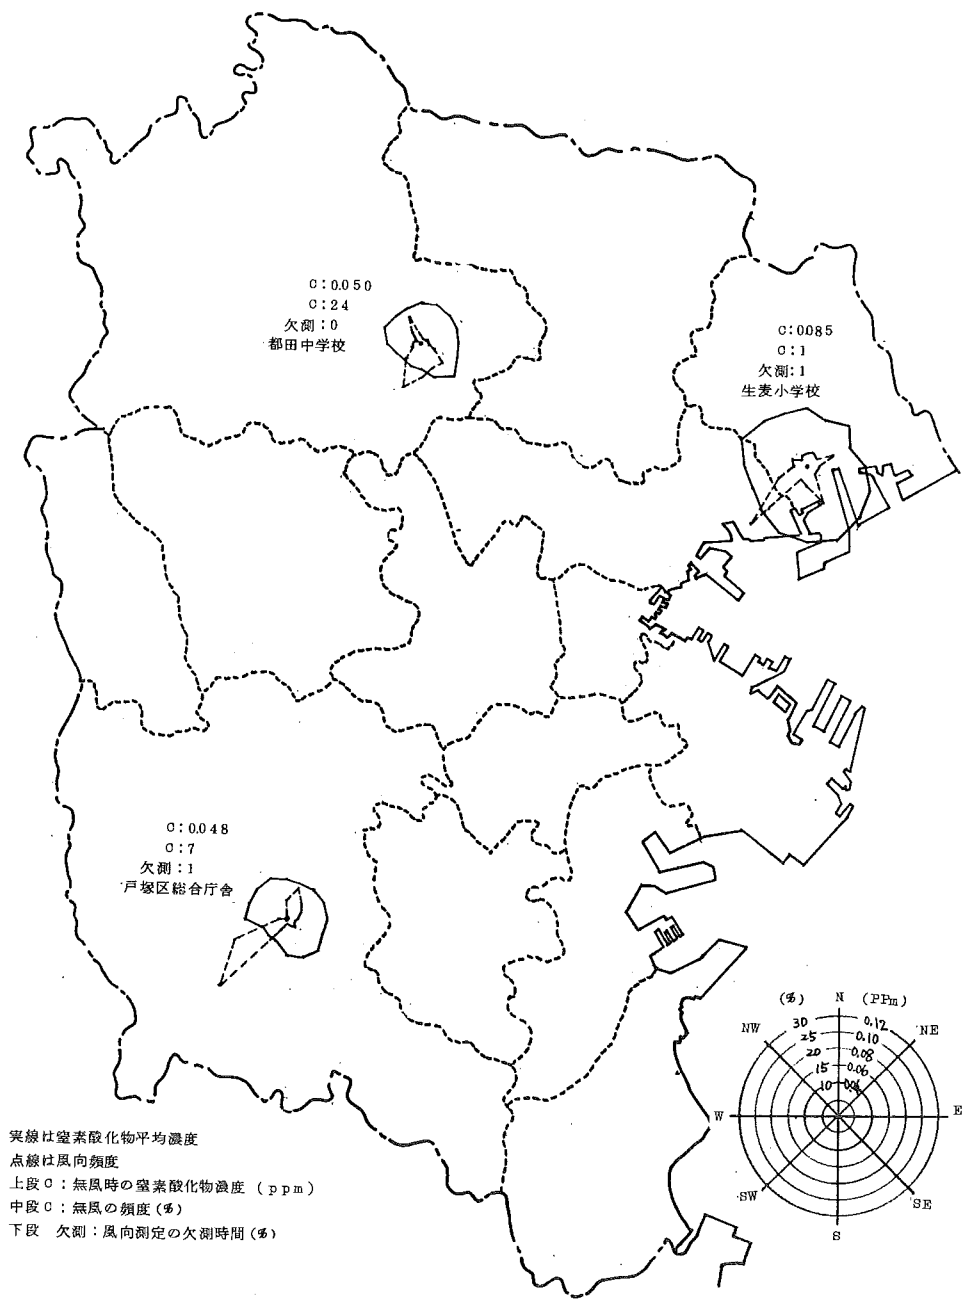 C:0.050
C:24
欠測:0
都田中学校
C:0.085
C:1
欠測:1
生麦小学校
C:0.048
C:7
欠測:1
戸塚区総合庁舎
(%) N (PPm)
NW 30 0.12 NE
25 0.10
20 0.08
15 0.06
10
W E
SW SE
S
実線は窒素酸化物平均濃度
点線は風向頻度
上段C:無風時の窒素酸化物濃度(ppm)
中段C:無風の頻度(%)
下段 欠測:風向測定の欠測時間(%)